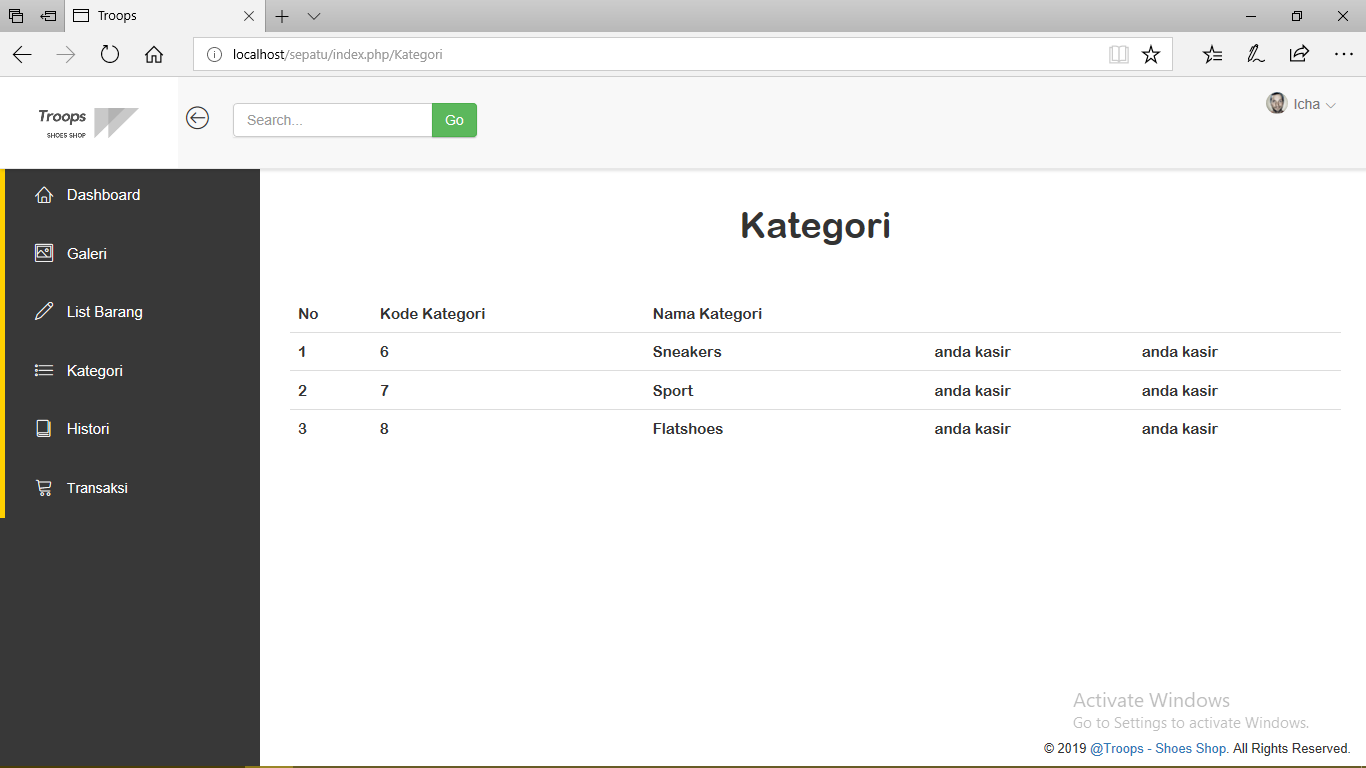 Troops
localhost/sepatu/index.php/Kategori
Troops
SHOES SHOP
Search...
Go
Icha
Dashboard
Galeri
List Barang
Kategori
Histori
Transaksi
Kategori
No Kode Kategori Nama Kategori
1 6 Sneakers anda kasir anda kasir
2 7 Sport anda kasir anda kasir
3 8 Flatshoes anda kasir anda kasir
Activate Windows
Go to Settings to activate Windows.
© 2019 @Troops - Shoes Shop. All Rights Reserved.